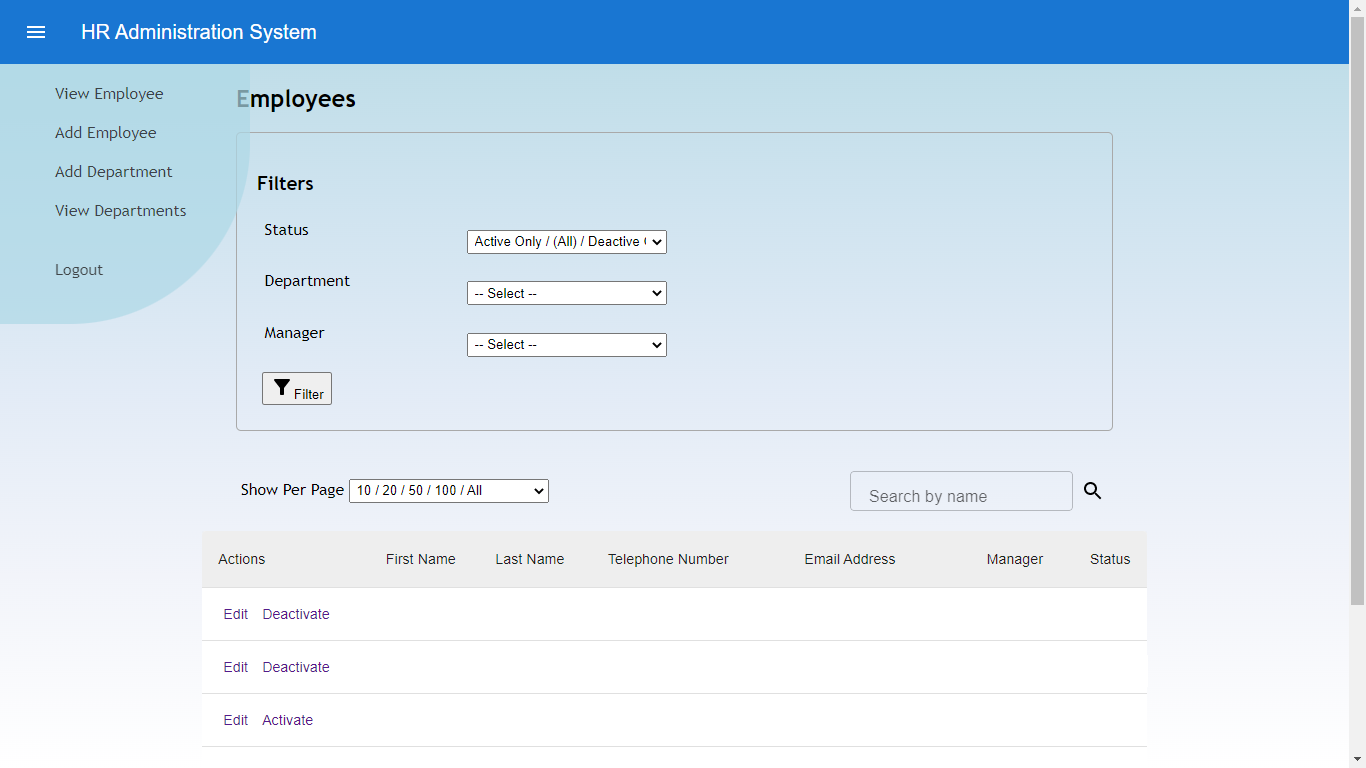 HR Administration System
View Employee
Add Employee
Add Department
View Departments
Logout
Employees
Filters
Status
Active Only / (All) / Deactive
Department
-- Select --
Manager
-- Select --
Filter
Show Per Page 10 / 20 / 50 / 100 / All
Search by name
Actions First Name Last Name Telephone Number Email Address Manager Status
Edit Deactivate
Edit Deactivate
Edit Activate